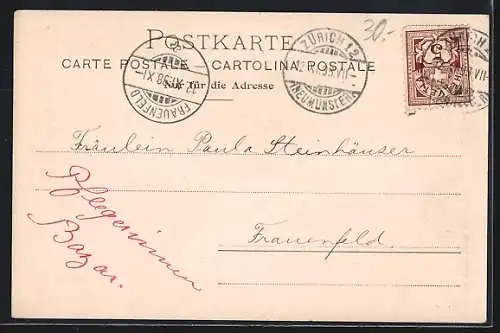 30.-
POSTKARTE
CARTE POSTALE. CARTOLINA POSTALE
Nur für die Adresse
FRAUENFELD
ZÜRICH 12
(NEUMÜNSTER)
Fräulein Paula Steinhäuser
Frauenfeld.
Pflegerinnen
Bazar.